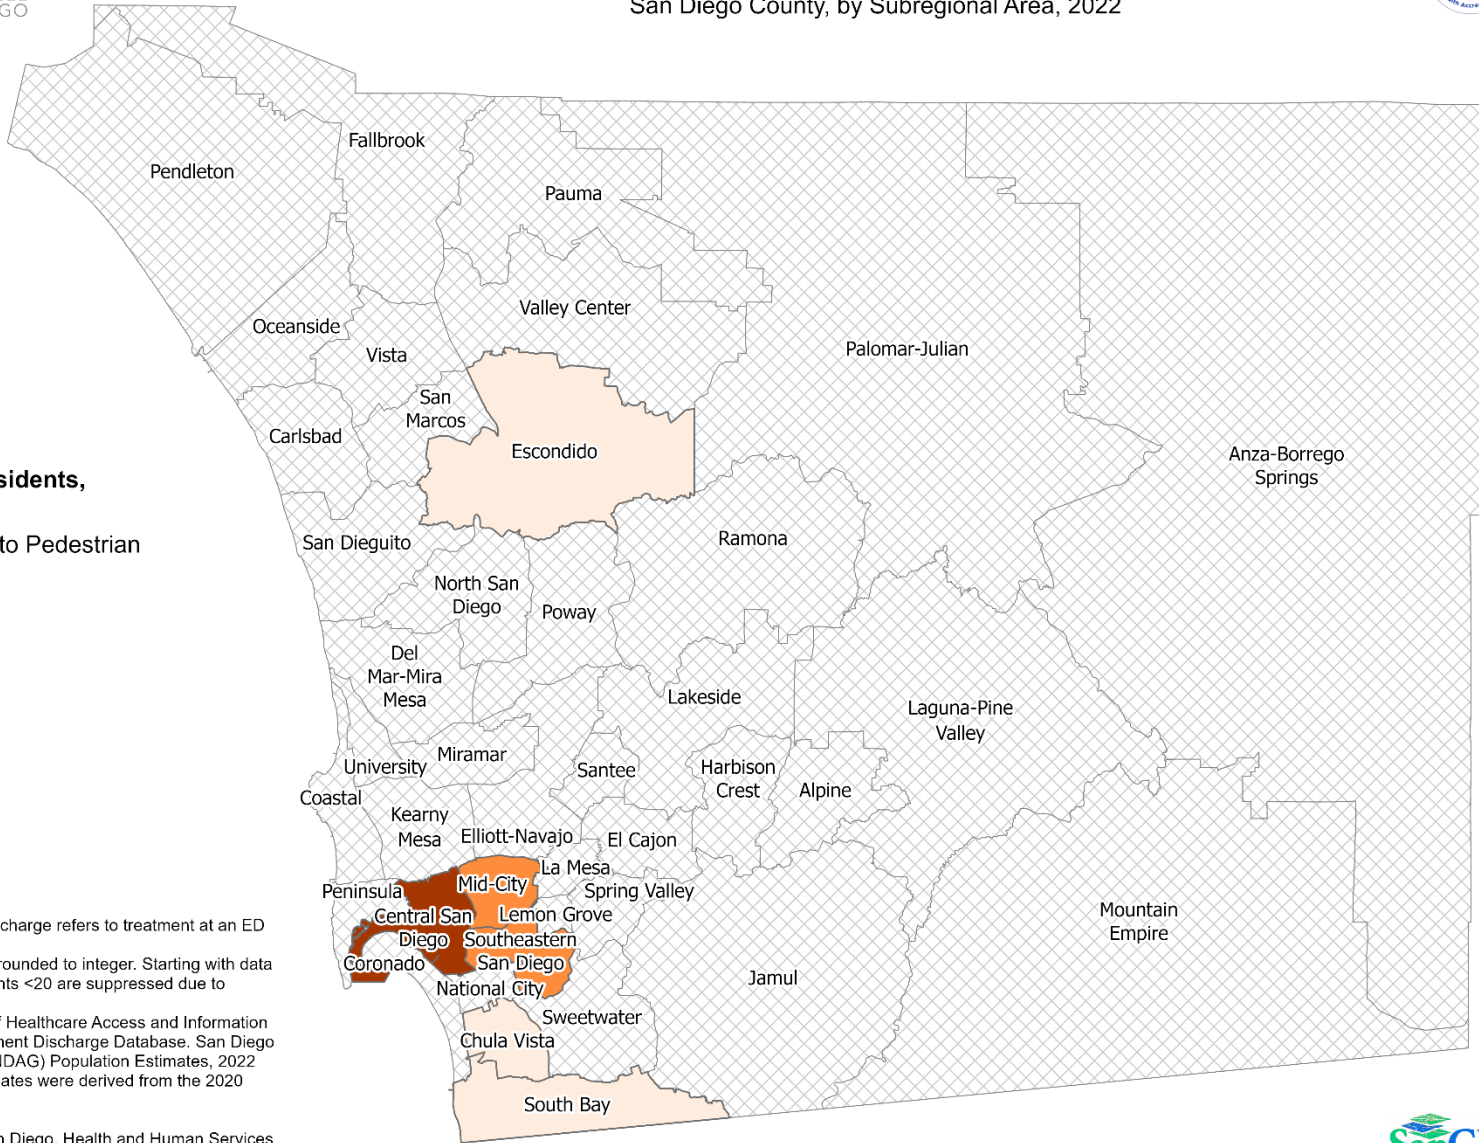 GO
San Diego County, by Subregional Area, 2022
Fallbrook
Pendleton
Pauma
Valley Center
Oceanside
Vista
Palomar-Julian
San
Marcos
Carlsbad
Escondido
Anza-Borrego
Springs
sidents,
to Pedestrian
San Dieguito
Ramona
North San
Diego
Poway
Del
Mar-Mira
Mesa
Lakeside
Laguna-Pine
Valley
Miramar
University
Santee
Harbison
Crest
Alpine
Coastal
Kearny
Mesa
Elliott-Navajo
El Cajon
La Mesa
Mid-City
Peninsula
Spring Valley
Central San
Diego
Lemon Grove
Southeastern
San Diego
Coronado
National City
Mountain
Empire
Jamul
Sweetwater
Chula Vista
South Bay
charge refers to treatment at an ED
rounded to integer. Starting with data
nts <20 are suppressed due to
f Healthcare Access and Information
ment Discharge Database. San Diego
NDAG) Population Estimates, 2022
ates were derived from the 2020
n Diego, Health and Human Services